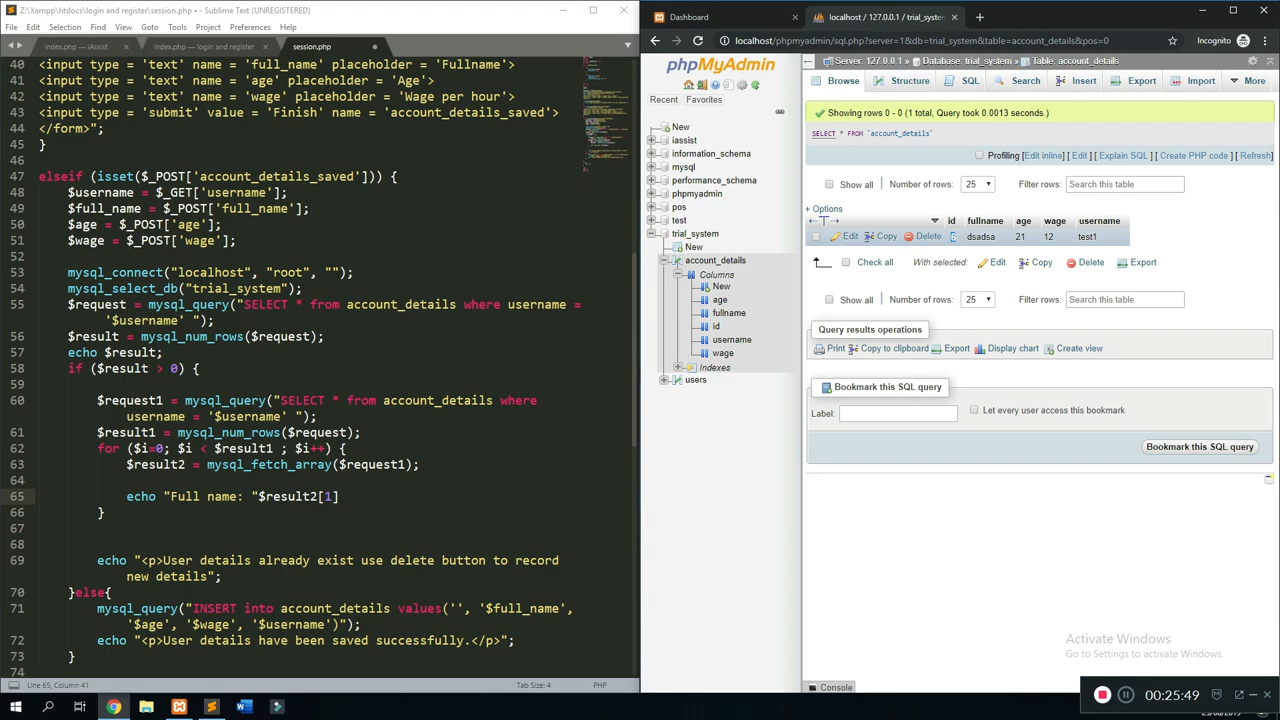 Z:\Xampp\htdocs\login and register\session.php • - Sublime Text (UNREGISTERED)
File Edit Selection Find View Goto Tools Project Preferences Help
index.php — iAssist × index.php — login and register × session.php
40 <input type = 'text' name = 'full_name' placeholder = 'Fullname'>
41 <input type = 'text' name = 'age' placeholder = 'Age'>
42 <input type = 'text' name = 'wage' placeholder = 'Wage per hour'>
43 <input type = 'submit' value = 'Finish' name = 'account_details_saved'>
44 </form>";
45 }
46
47 elseif (isset($_POST['account_details_saved'])) {
48 $username = $_GET['username'];
49 $full_name = $_POST['full_name'];
50 $age = $_POST['age'];
51 $wage = $_POST['wage'];
52
53 mysql_connect("localhost", "root", "");
54 mysql_select_db("trial_system");
55 $request = mysql_query("SELECT * from account_details where username =
'$username' ");
56 $result = mysql_num_rows($request);
57 echo $result;
58 if ($result > 0) {
59
60 $request1 = mysql_query("SELECT * from account_details where
username = '$username' ");
61 $result1 = mysql_num_rows($request);
62 for ($i=0; $i < $result1 ; $i++) {
63 $result2 = mysql_fetch_array($request1);
64
65 echo "Full name: "$result2[1]
66 }
67
68
69 echo "<p>User details already exist use delete button to record
new details";
70 }else{
71 mysql_query("INSERT into account_details values('', '$full_name',
'$age', '$wage', '$username')");
72 echo "<p>User details have been saved successfully.</p>";
73 }
74
Line 65, Column 41 Tab Size: 4 PHP
Dashboard × localhost / 127.0.0.1 / trial_syste ×
localhost/phpmyadmin/sql.php?server=1&db=trial_system&table=account_details&pos=0 Incognito
phpMyAdmin
Recent Favorites
New
iassist
information_schema
mysql
performance_schema
phpmyadmin
pos
test
trial_system
New
account_details
Columns
New
age
fullname
id
username
wage
Indexes
users
Server: 127.0.0.1 » Database: trial_system » Table: account_details
Browse Structure SQL Search Insert Export Import More
Showing rows 0 - 0 (1 total, Query took 0.0013 seconds.)
SELECT * FROM `account_details`
Profiling [Edit inline] [ Edit ] [ Explain SQL ] [ Create PHP code ] [ Refresh]
Show all Number of rows: 25 Filter rows: Search this table
+ Options
←T→ id fullname age wage username
Edit Copy Delete 6 dsadsa 21 12 test1
Check all With selected: Edit Copy Delete Export
Show all Number of rows: 25 Filter rows: Search this table
Query results operations
Print Copy to clipboard Export Display chart Create view
Bookmark this SQL query
Label: Let every user access this bookmark
Bookmark this SQL query
Console
Activate Windows
Go to Settings to activate Windows.
00:25:49